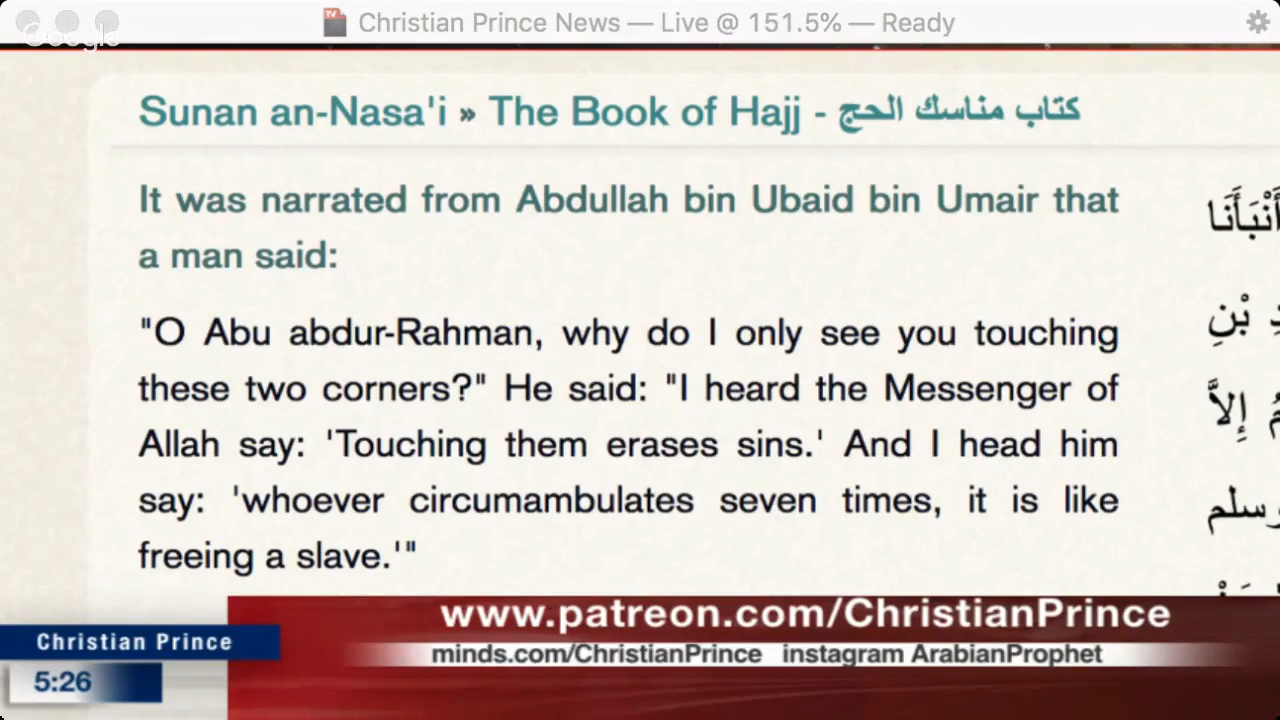 Christian Prince News — Live @ 151.5% — Ready
Google
Sunan an-Nasa'i » The Book of Hajj - كتاب مناسك الحج
It was narrated from Abdullah bin Ubaid bin Umair that
a man said:
"O Abu abdur-Rahman, why do I only see you touching
these two corners?" He said: "I heard the Messenger of
Allah say: 'Touching them erases sins.' And I head him
say: 'whoever circumambulates seven times, it is like
freeing a slave.'"
أَنْبَأَنَا
بْنِ
إِلاَّ
وسلم
www.patreon.com/ChristianPrince
minds.com/ChristianPrince instagram ArabianProphet
Christian Prince
5:26